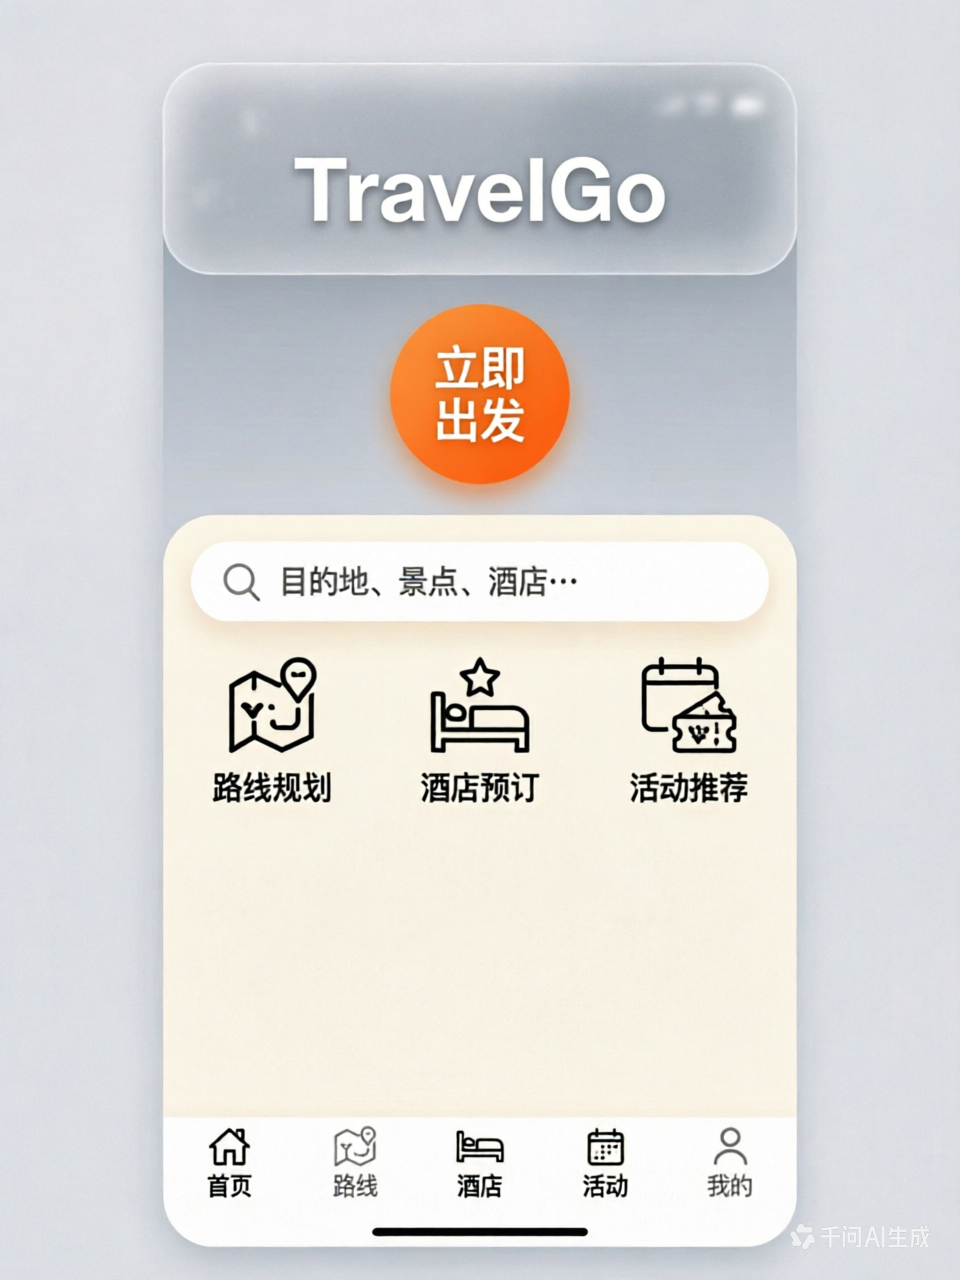 TravelGo
立即
出发
目的地、景点、酒店…
路线规划
酒店预订
活动推荐
首页
路线
酒店
活动
我的
千问AI生成